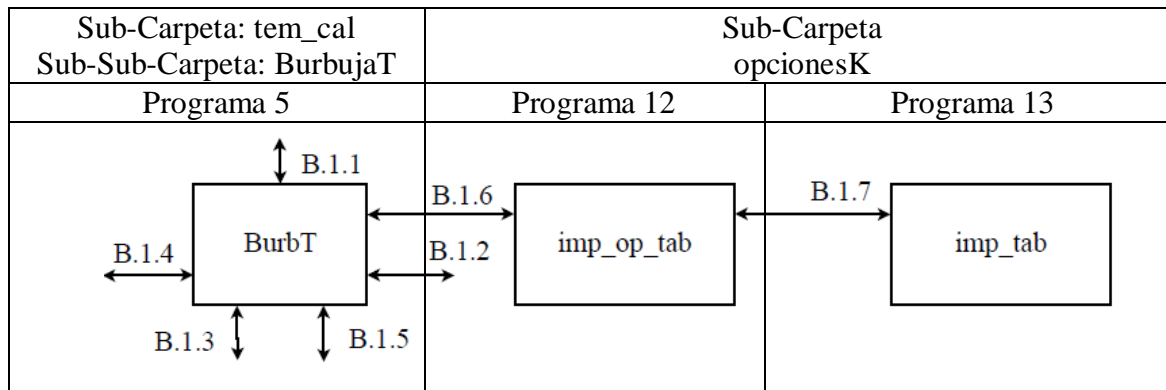 Sub-Carpeta: tem_cal
Sub-Sub-Carpeta: BurbujaT
Sub-Carpeta
opcionesK
Programa 5
Programa 12
Programa 13
B.1.1
B.1.6
B.1.7
B.1.4
BurbT
B.1.2
imp_op_tab
imp_tab
B.1.3
B.1.5